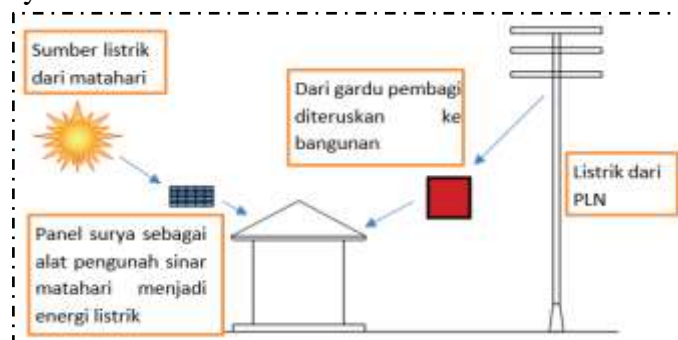 Sumber listrik
dari matahari
Dari gardu pembagi
diteruskan ke
bangunan
Listrik dari
PLN
Panel surya sebagai
alat pengunah sinar
matahari menjadi
energi listrik